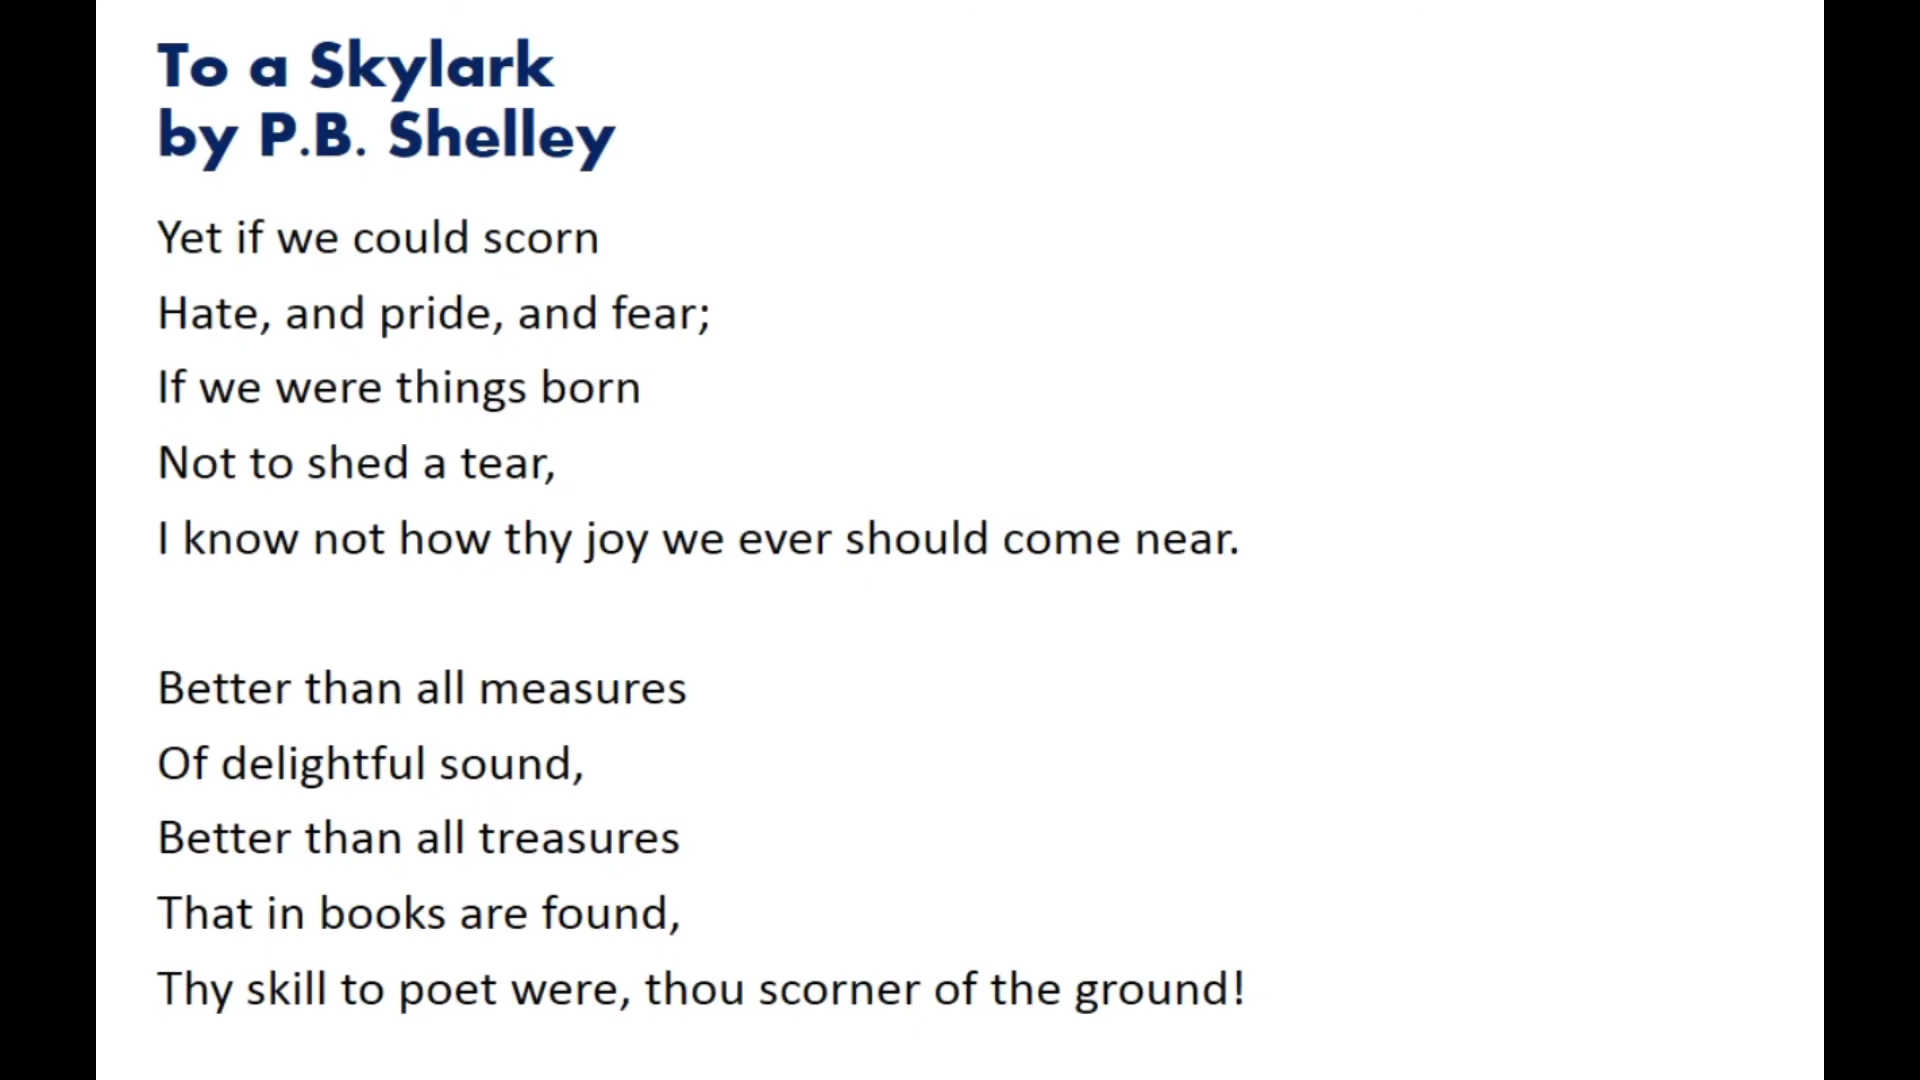 To a Skylark
by P.B. Shelley
Yet if we could scorn
Hate, and pride, and fear;
If we were things born
Not to shed a tear,
I know not how thy joy we ever should come near.
Better than all measures
Of delightful sound,
Better than all treasures
That in books are found,
Thy skill to poet were, thou scorner of the ground!